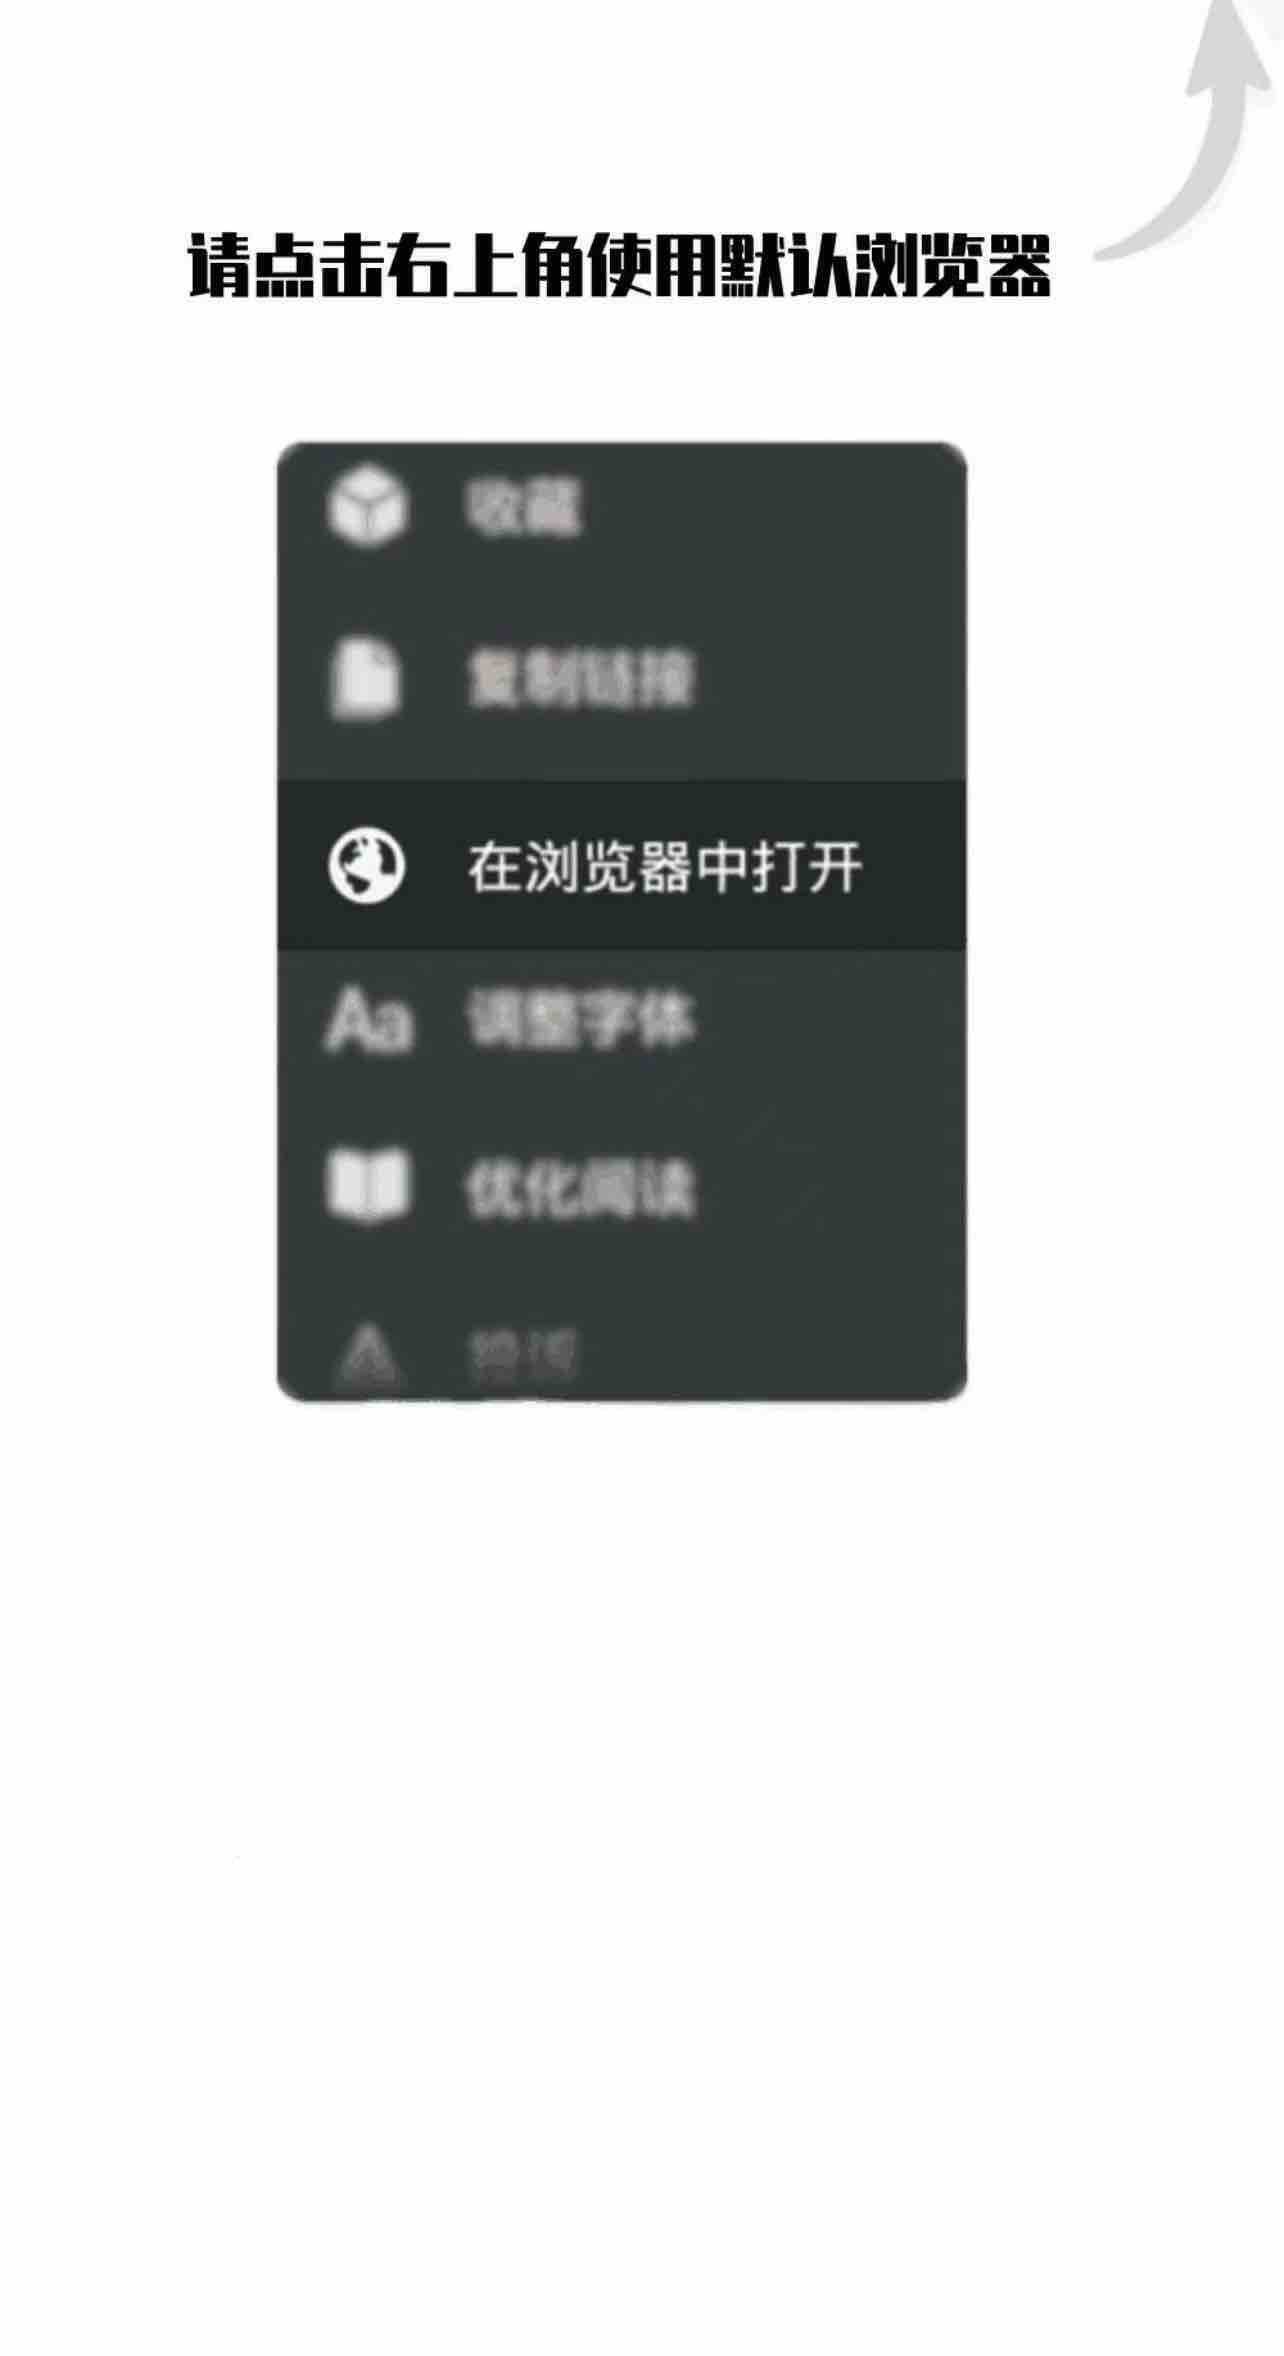 请点击右上角使用默认浏览器
收藏
复制链接
在浏览器中打开
Aa 调整字体
优化阅读